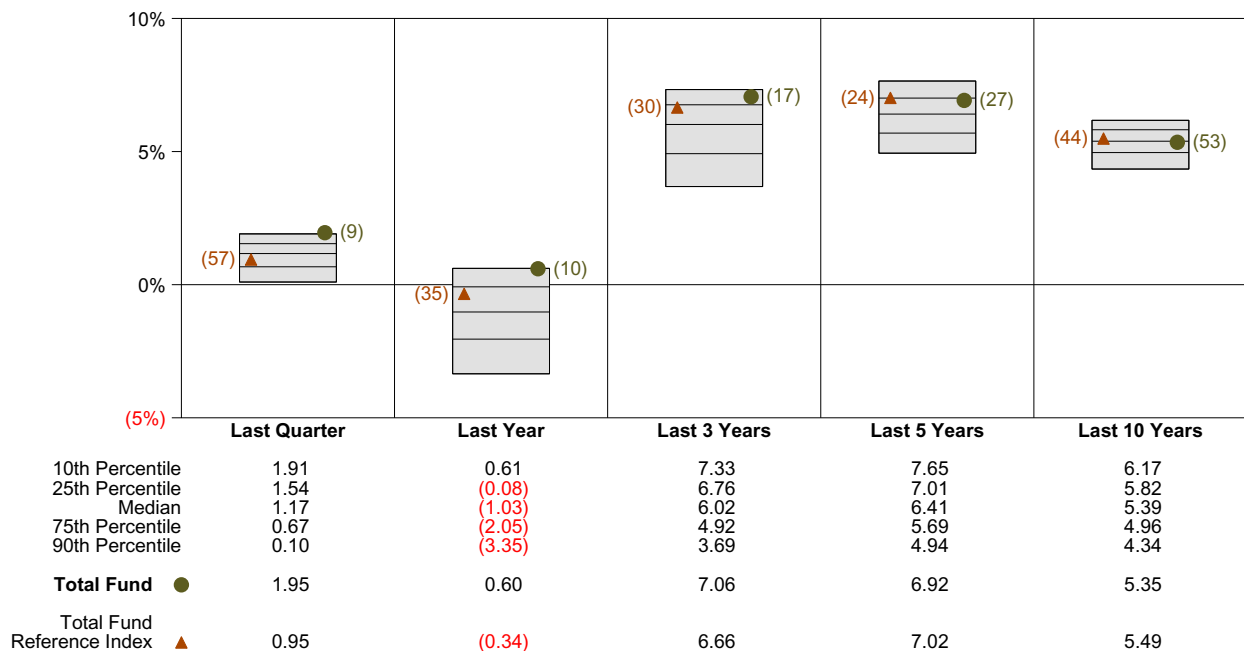 10%
(17)
(24)
(27)
(30)
5%
(44)
(53)
(9)
(57)
(10)
0%
(35)
(5%)
Last Quarter Last Year Last 3 Years Last 5 Years Last 10 Years
10th Percentile 1.91 0.61 7.33 7.65 6.17
25th Percentile 1.54 (0.08) 6.76 7.01 5.82
Median 1.17 (1.03) 6.02 6.41 5.39
75th Percentile 0.67 (2.05) 4.92 5.69 4.96
90th Percentile 0.10 (3.35) 3.69 4.94 4.34
Total Fund 1.95 0.60 7.06 6.92 5.35
Total Fund
Reference Index 0.95 (0.34) 6.66 7.02 5.49